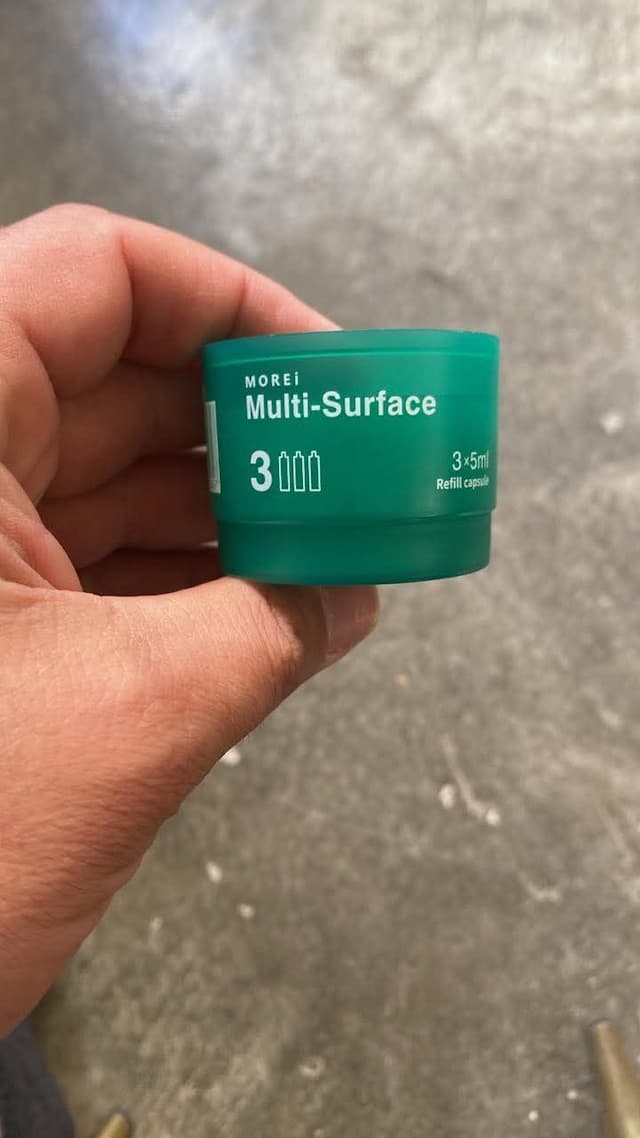 MOREi
Multi-Surface
3
3×5ml
Refill capsule